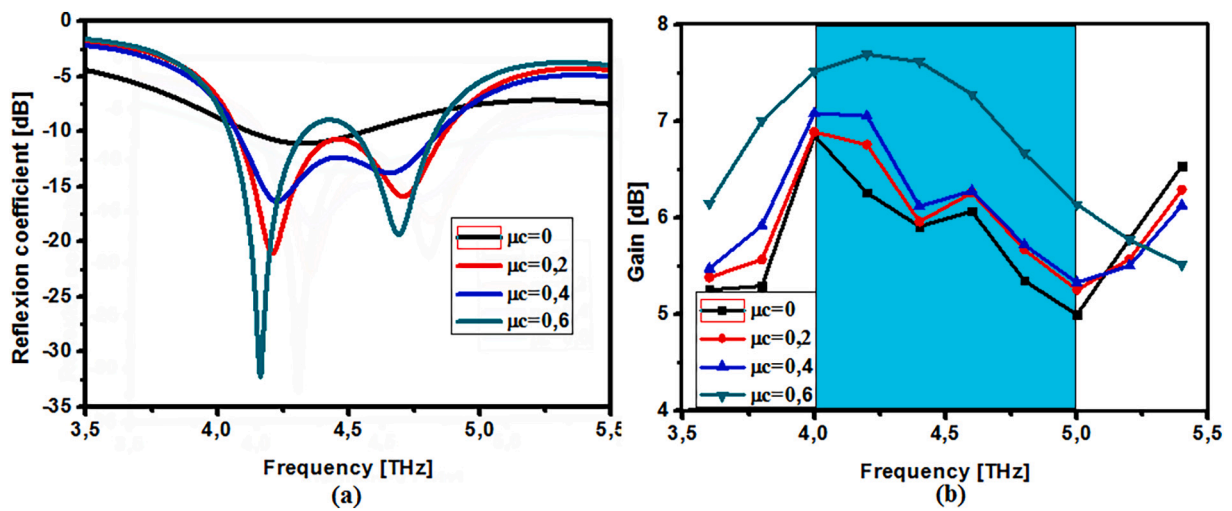 (a)
Reflexion coefficient [dB]
0
-5
-10
-15
-20
-25
-30
-35
μc=0
μc=0,2
μc=0,4
μc=0,6
3,5
4,0
4,5
5,0
5,5
Frequency [THz]
(a)
Gain [dB]
8
7
6
5
4
μc=0
μc=0,2
μc=0,4
μc=0,6
3,5
4,0
4,5
5,0
5,5
Frequency [THz]
(b)